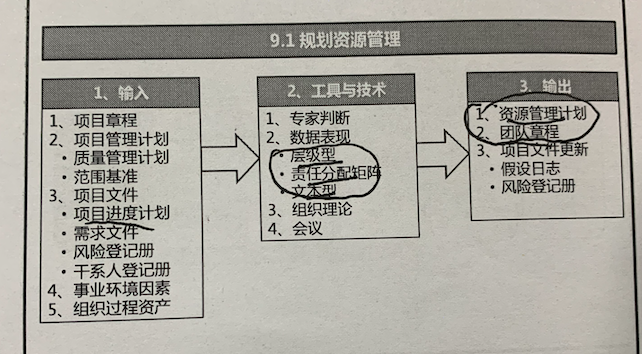 9.1 规划资源管理
1、输入
1、项目章程
2、项目管理计划
·质量管理计划
·范围基准
3、项目文件
·项目进度计划
·需求文件
·风险登记册
·干系人登记册
4、事业环境因素
5、组织过程资产
2、工具与技术
1、专家判断
2、数据表现
·层级型
·责任分配矩阵
·文本型
3、组织理论
4、会议
3、输出
1、资源管理计划
2、团队章程
3、项目文件更新
·假设日志
·风险登记册